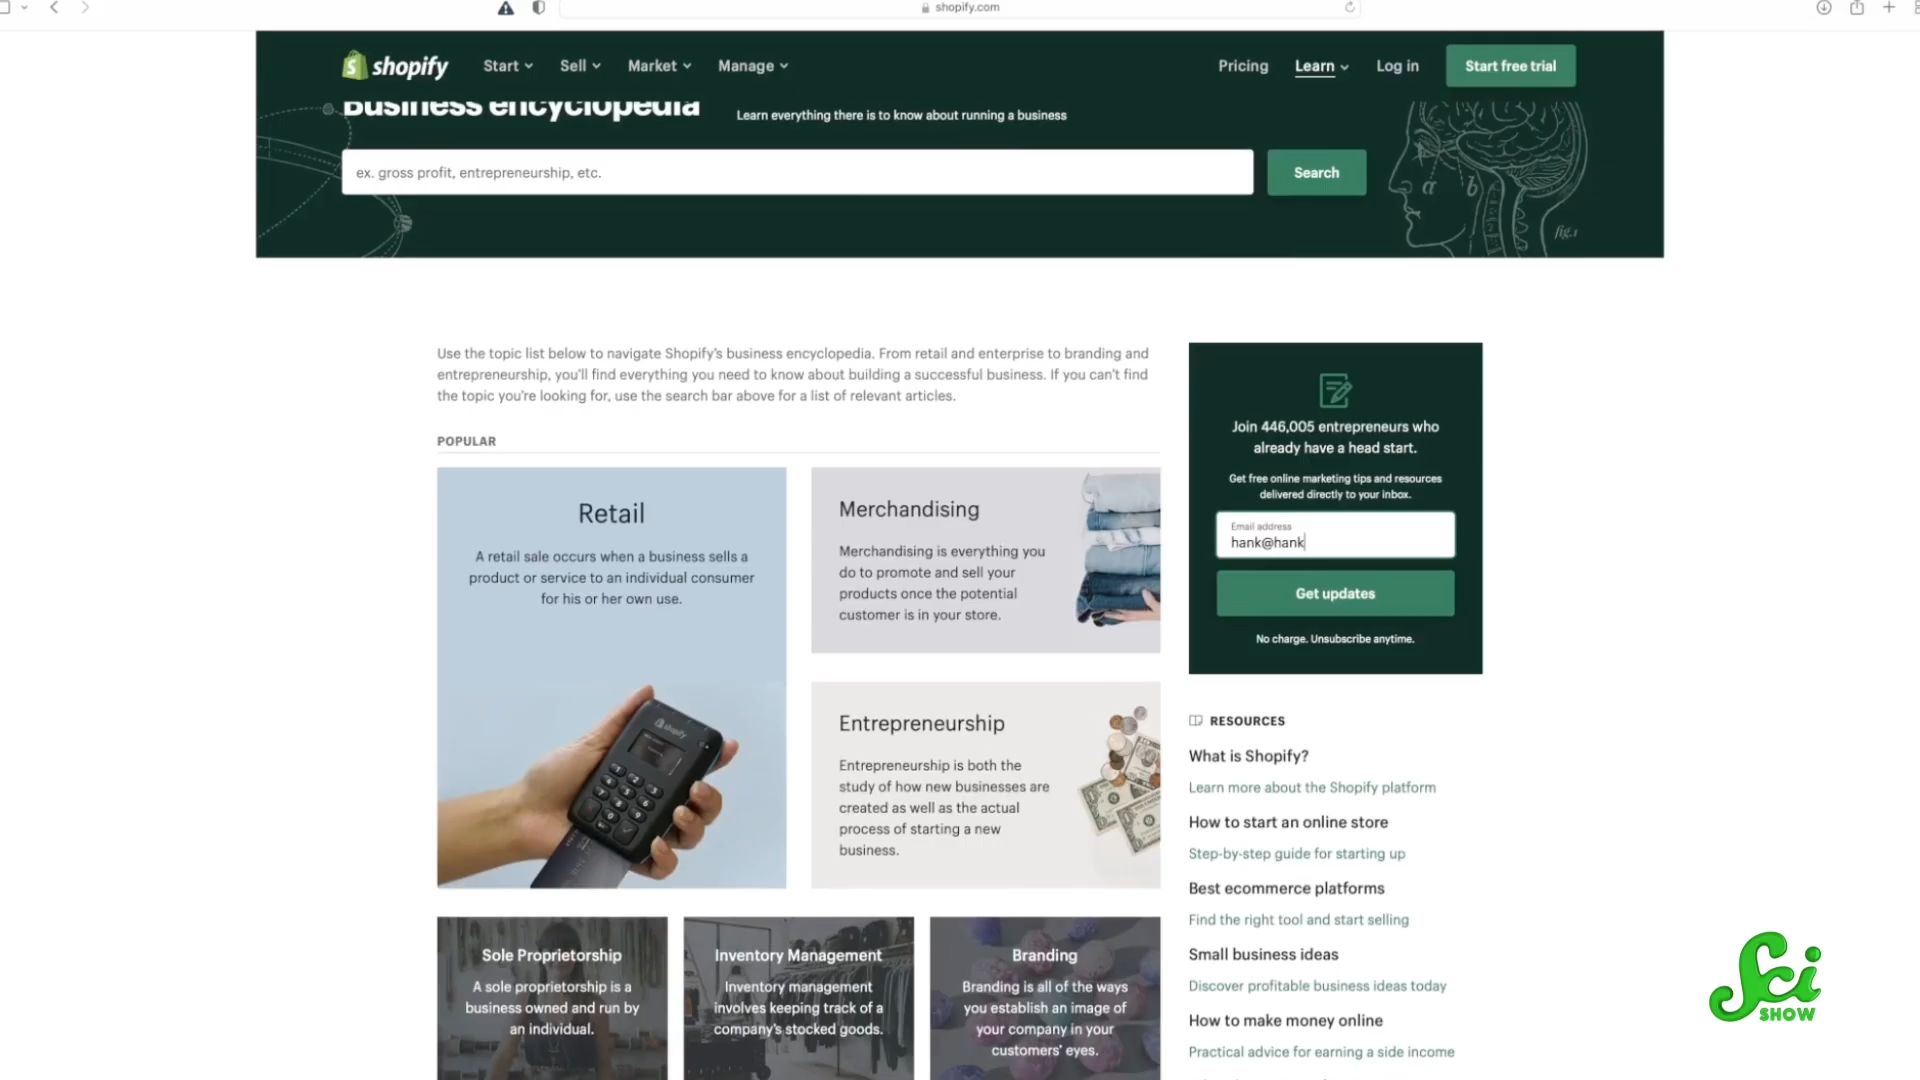 shopify.com
shopify
Start
Sell
Market
Manage
Pricing
Learn
Log in
Start free trial
Business encyclopedia
Learn everything there is to know about running a business
ex. gross profit, entrepreneurship, etc.
Search
a b
fig.1
Use the topic list below to navigate Shopify's business encyclopedia. From retail and enterprise to branding and
entrepreneurship, you'll find everything you need to know about building a successful business. If you can't find
the topic you're looking for, use the search bar above for a list of relevant articles.
POPULAR
Retail
A retail sale occurs when a business sells a
product or service to an individual consumer
for his or her own use.
shopify
Merchandising
Merchandising is everything you
do to promote and sell your
products once the potential
customer is in your store.
Entrepreneurship
Entrepreneurship is both the
study of how new businesses are
created as well as the actual
process of starting a new
business.
Sole Proprietorship
A sole proprietorship is a
business owned and run by
an individual.
Inventory Management
Inventory management
involves keeping track of a
company's stocked goods.
Branding
Branding is all of the ways
you establish an image of
your company in your
customers' eyes.
Join 446,005 entrepreneurs who
already have a head start.
Get free online marketing tips and resources
delivered directly to your inbox.
Email address
hank@hank
Get updates
No charge. Unsubscribe anytime.
RESOURCES
What is Shopify?
Learn more about the Shopify platform
How to start an online store
Step-by-step guide for starting up
Best ecommerce platforms
Find the right tool and start selling
Small business ideas
Discover profitable business ideas today
How to make money online
Practical advice for earning a side income
Sci
SHOW